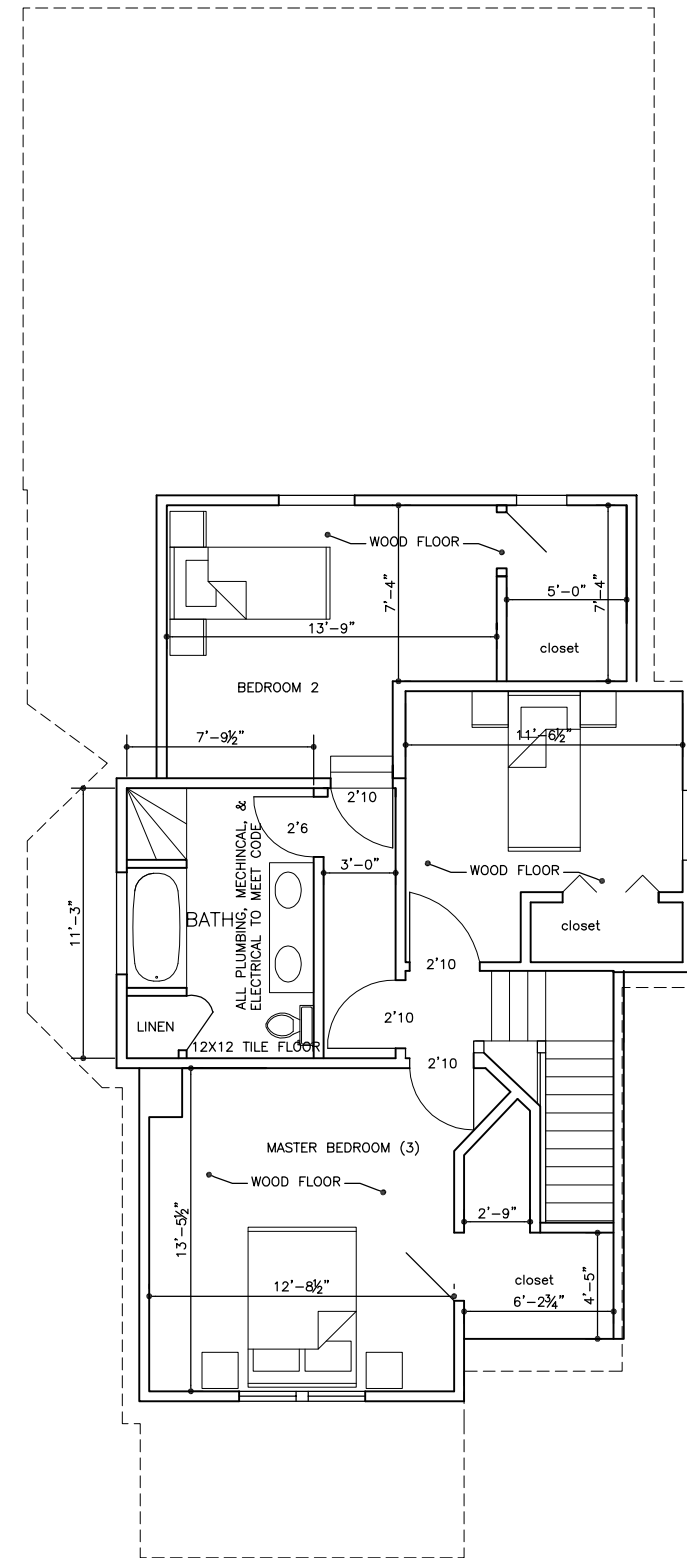 WOOD FLOOR
7'-4"
5'-0"
7'-4"
13'-9"
closet
BEDROOM 2
7'-9½"
11'-6½"
2'10
2'6
3'-0"
WOOD FLOOR
11'-3"
BATHS
ALL PLUMBING, MECHINCAL, &
ELECTRICAL TO MEET CODE
closet
2'10
2'10
LINEN
12X12 TILE FLOOR
2'10
MASTER BEDROOM (3)
WOOD FLOOR
13'-5½"
2'-9"
12'-8½"
closet
6'-2¾"
4'-5"